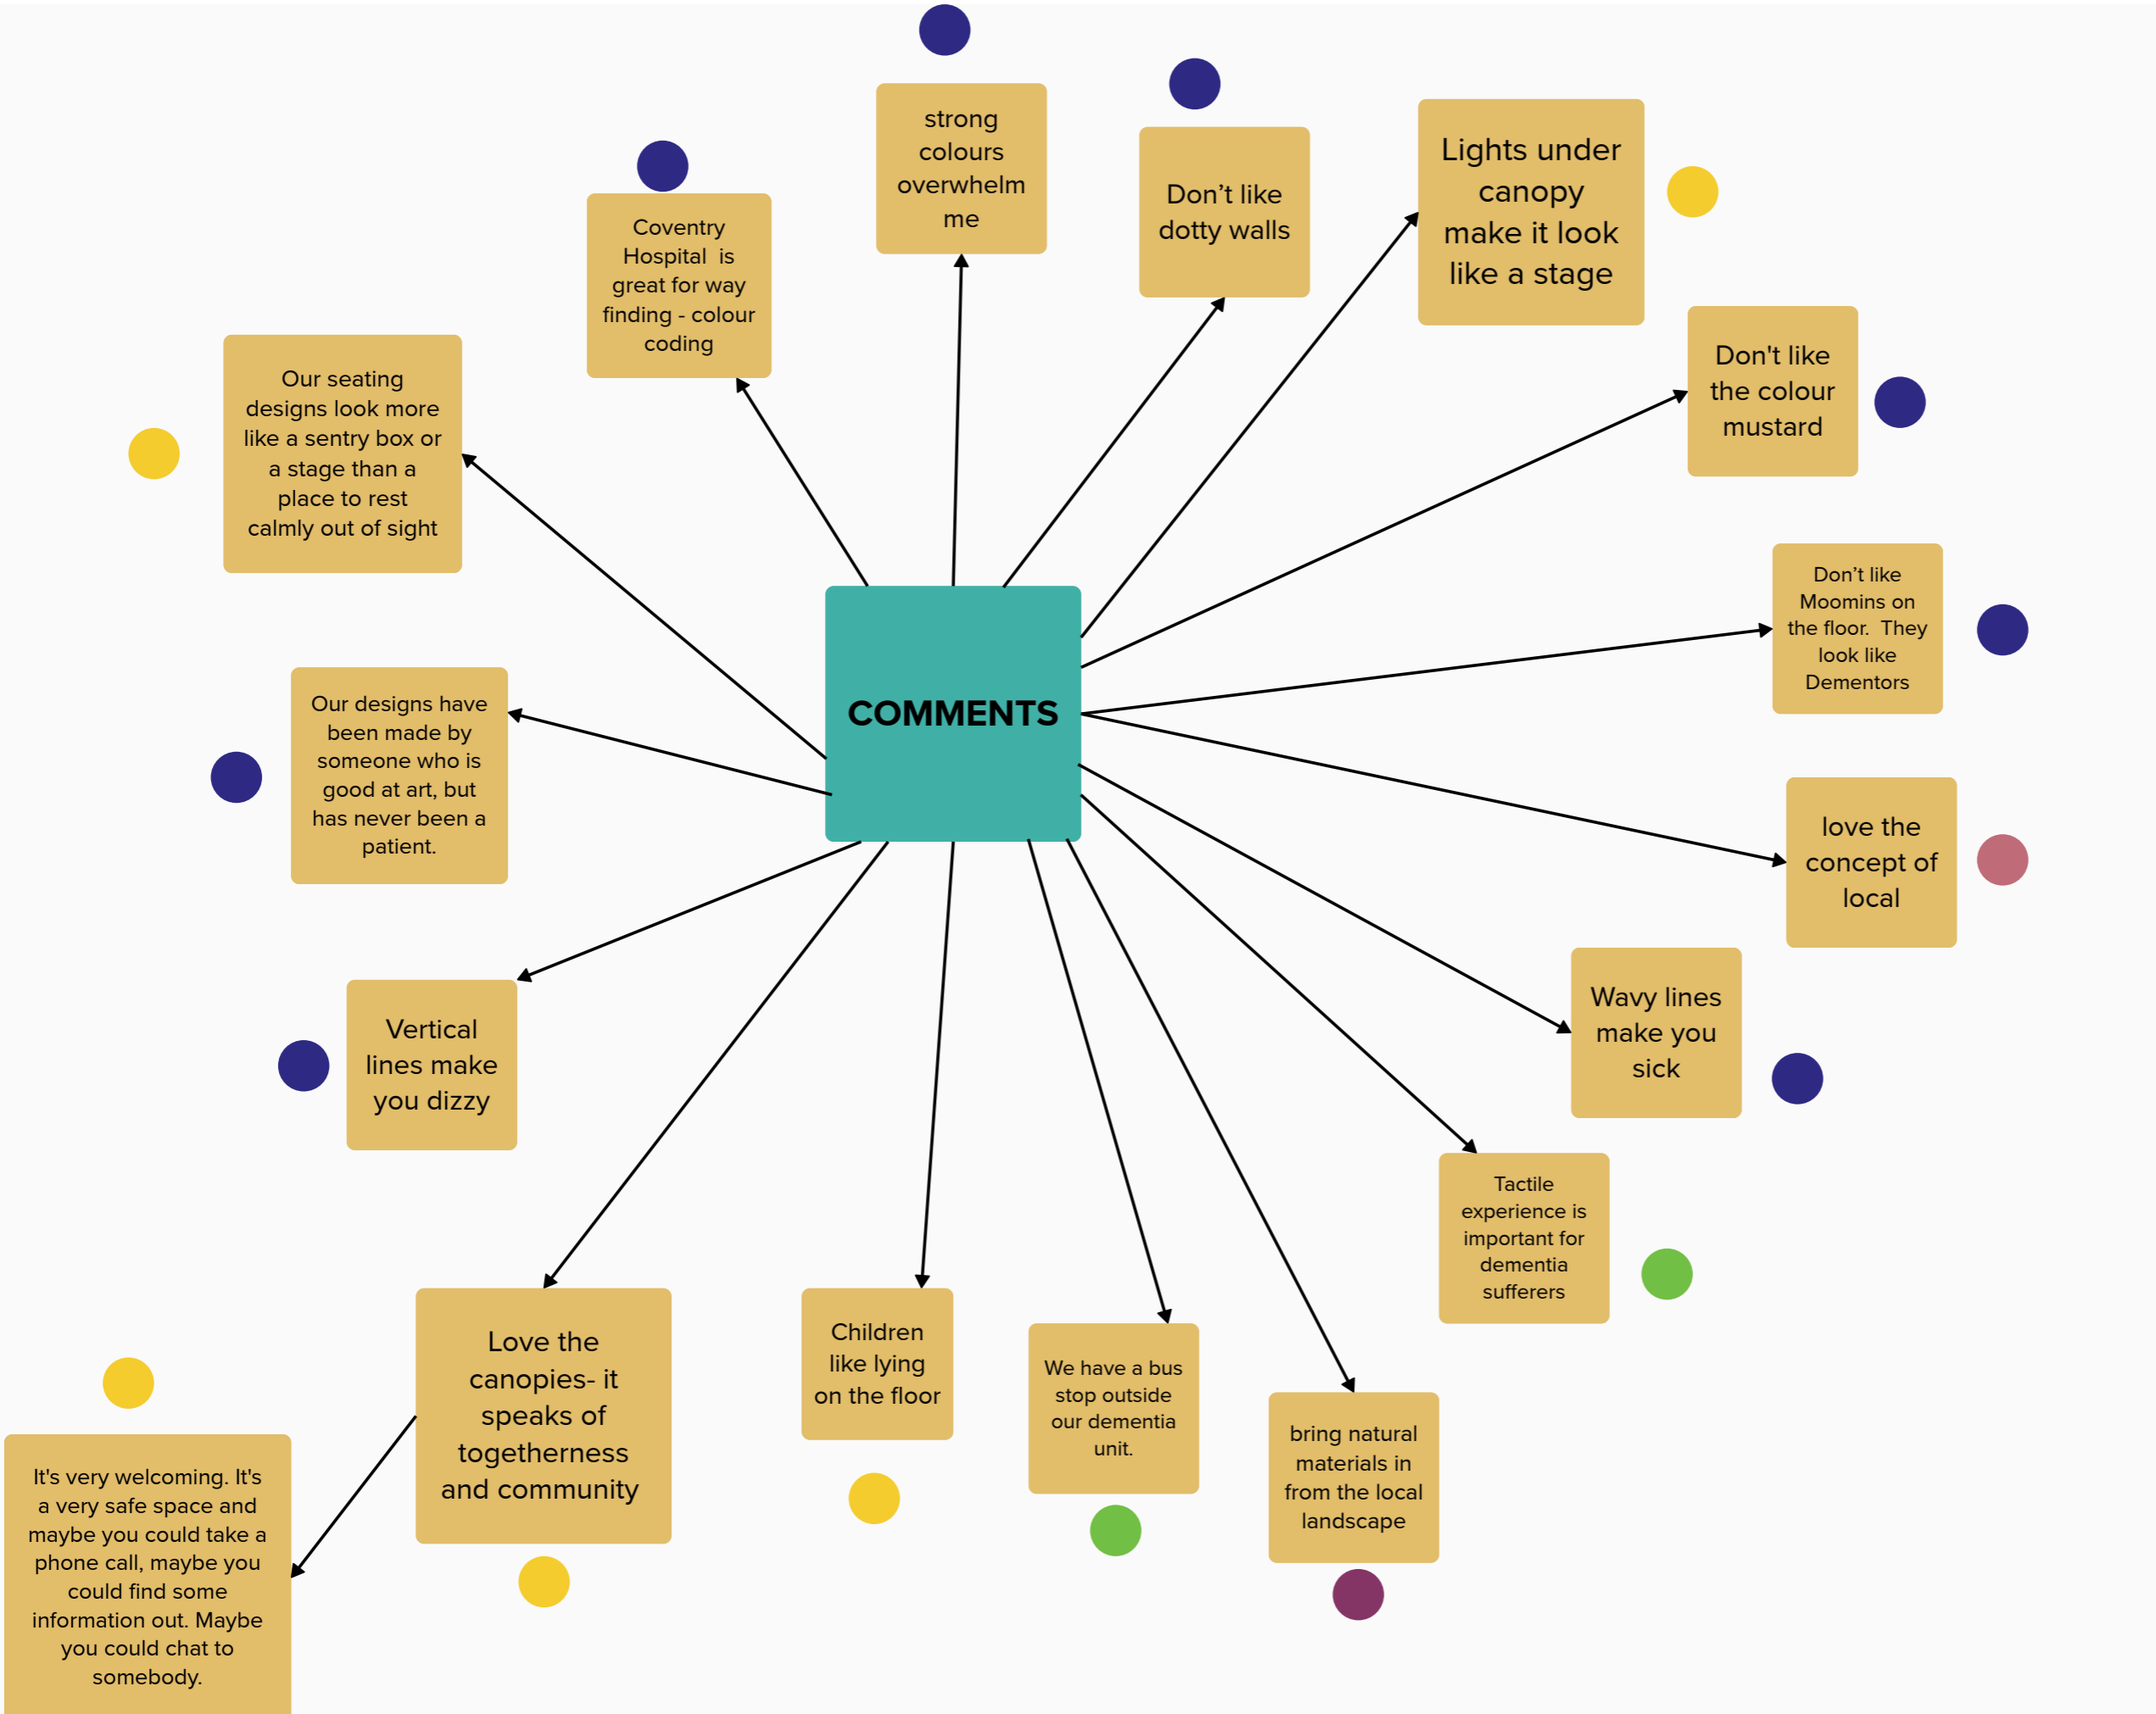 strong
colours
overwhelm
me
Don’t like
dotty walls
Lights under
canopy
make it look
like a stage
Coventry
Hospital  is
great for way
finding - colour
coding
Don't like
the colour
mustard
Our seating
designs look more
like a sentry box or
a stage than a
place to rest
calmly out of sight
Don’t like
Moomins on
the floor.  They
look like
Dementors
COMMENTS
Our designs have
been made by
someone who is
good at art, but
has never been a
patient.
love the
concept of
local
Vertical
lines make
you dizzy
Wavy lines
make you
sick
Tactile
experience is
important for
dementia
sufferers
Love the
canopies- it
speaks of
togetherness
and community
Children
like lying
on the floor
We have a bus
stop outside
our dementia
unit.
bring natural
materials in
from the local
landscape
It's very welcoming. It's
a very safe space and
maybe you could take a
phone call, maybe you
could find some
information out. Maybe
you could chat to
somebody.